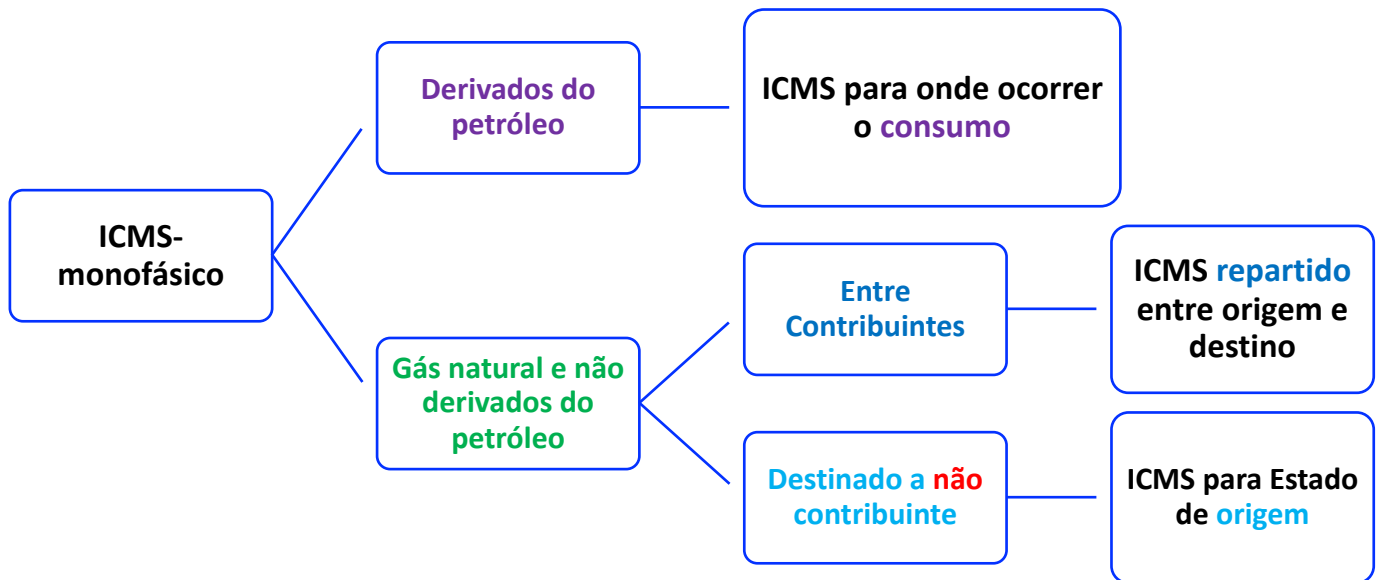 Derivados do
petróleo
ICMS para onde ocorrer
o consumo
ICMS-
monofásico
Gás natural e não
derivados do
petróleo
Entre
Contribuintes
ICMS repartido
entre origem e
destino
Destinado a não
contribuinte
ICMS para Estado
de origem